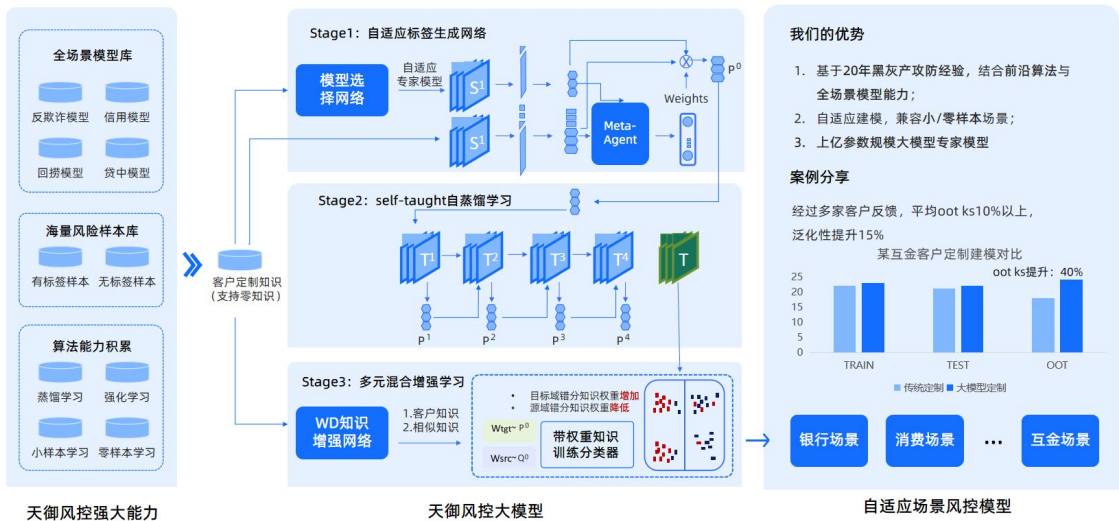 全场景模型库
反欺诈模型
信用模型
回捞模型
贷中模型
海量风险样本库
有标签样本
无标签样本
算法能力积累
蒸馏学习
强化学习
小样本学习
零样本学习
天御风控强大能力
客户定制知识
(支持零知识)
Stage1：自适应标签生成网络
模型选
择网络
自适应
专家模型
S¹
S¹
Meta-
Agent
Weights
P⁰
Stage2：self-taught自蒸馏学习
T¹
T²
T³
T⁴
T
P¹
P²
P³
P⁴
Stage3：多元混合增强学习
WD知识
增强网络
1.客户知识
2.相似知识
• 目标域错分知识权重增加
• 源域错分知识权重降低
Wtgt~ P⁰
Wsrc~Q⁰
带权重知识
训练分类器
天御风控大模型
我们的优势
1. 基于20年黑灰产攻防经验，结合前沿算法与
全场景模型能力；
2. 自适应建模，兼容小/零样本场景；
3. 上亿参数规模大模型专家模型
案例分享
经过多家客户反馈，平均oot ks10%以上，
泛化性提升15%
某互金客户定制建模对比
oot ks提升：40%
25
20
15
10
5
0
TRAIN
TEST
OOT
传统定制
大模型定制
银行场景
消费场景
...
互金场景
自适应场景风控模型